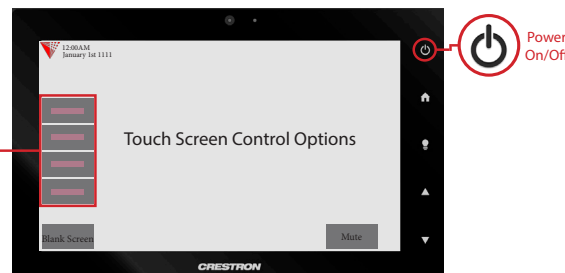 12:00AM
January 1st 1111
Power
On/Off
Touch Screen Control Options
Blank Screen
Mute
CRESTRON